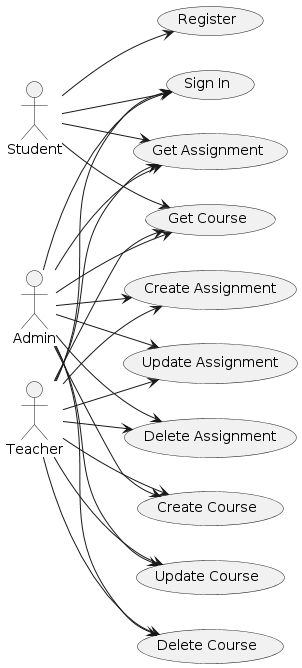 Register
Sign In
Student
Get Assignment
Get Course
Create Assignment
Admin
Update Assignment
Teacher
Delete Assignment
Create Course
Update Course
Delete Course